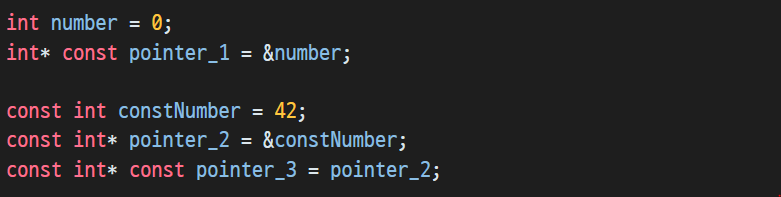 int number = 0;
int* const pointer_1 = &number;
const int constNumber = 42;
const int* pointer_2 = &constNumber;
const int* const pointer_3 = pointer_2;